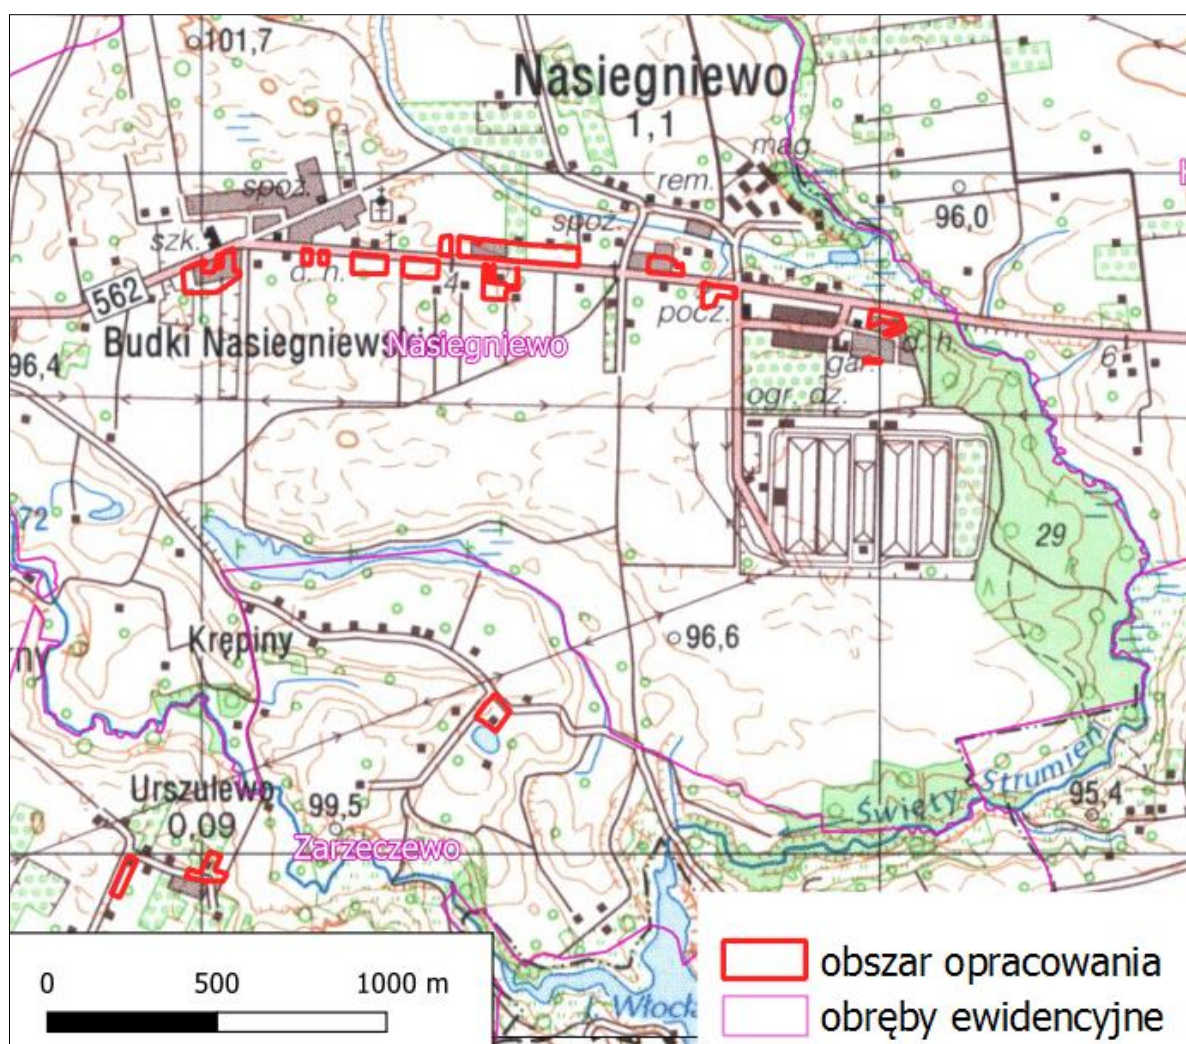 101,7
Nasiegniewo
1,1
mag.
rem.
spoż.
spoż.
96,0
szk.
562
d. h.
4
pocz.
Budki Nasiegniewskie
Nasiegniewo
96,4
d. h.
gar.
6
ogr. dz.
72
29
Krępiny
96,6
Urszulewo
0,09
99,5
Święty Strumień
95,4
Zarzeczewo
0 500 1000 m
obszar opracowania
obręby ewidencyjne